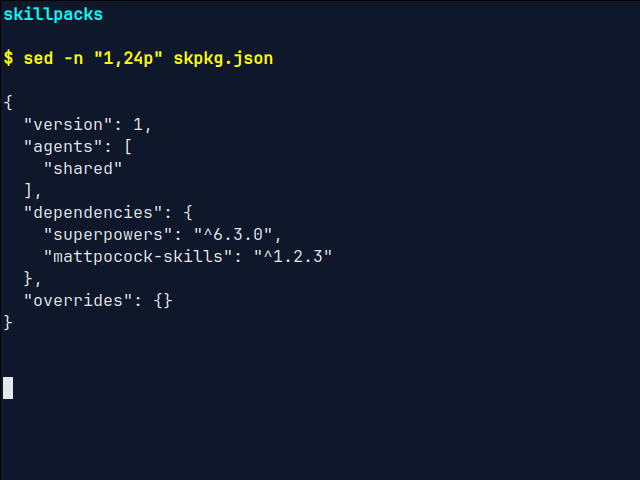 skillpacks
$ sed -n "1,24p" skpkg.json
{
  "version": 1,
  "agents": [
    "shared"
  ],
  "dependencies": {
    "superpowers": "^6.3.0",
    "mattpocock-skills": "^1.2.3"
  },
  "overrides": {}
}